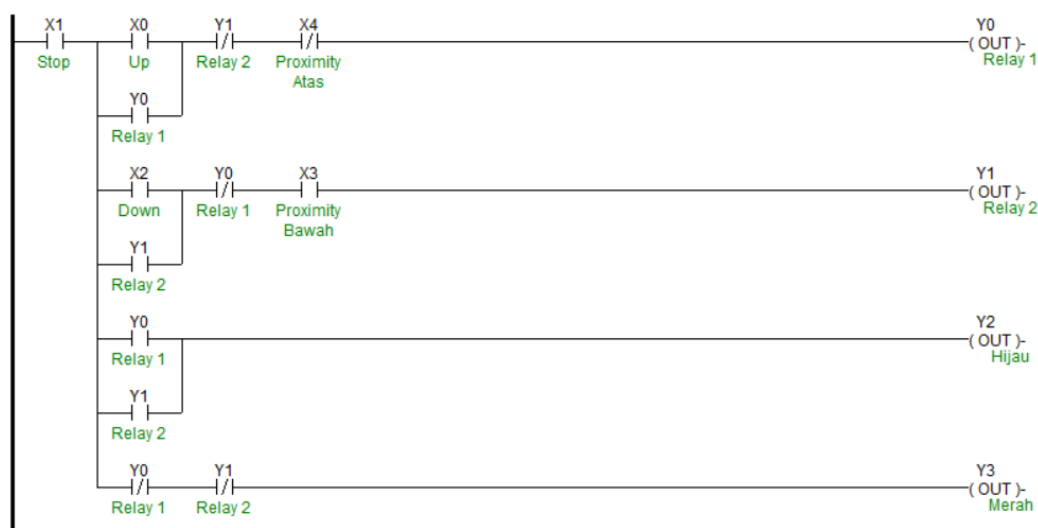 X1 X0 Y1 X4 Y0
( OUT )-
Stop Up Relay 2 Proximity Relay 1
Atas
Y0
Relay 1
X2 Y0 X3 Y1
( OUT )-
Down Relay 1 Proximity Relay 2
Bawah
Y1
Relay 2
Y0 Y2
( OUT )-
Relay 1 Hijau
Y1
Relay 2
Y0 Y1 Y3
( OUT )-
Relay 1 Relay 2 Merah